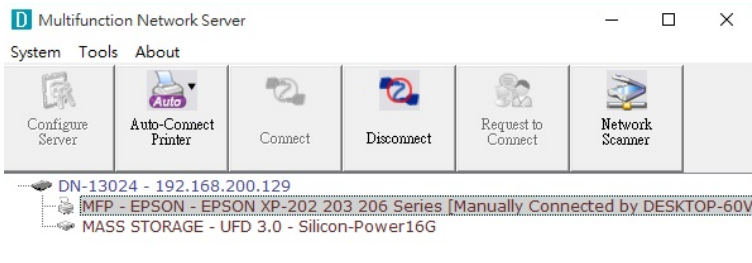 D Multifunction Network Server
System Tools About
Auto
Configure Server
Auto-Connect Printer
Connect
Disconnect
Request to Connect
Network Scanner
DN-13024 - 192.168.200.129
MFP - EPSON - EPSON XP-202 203 206 Series [Manually Connected by DESKTOP-60V
MASS STORAGE - UFD 3.0 - Silicon-Power16G